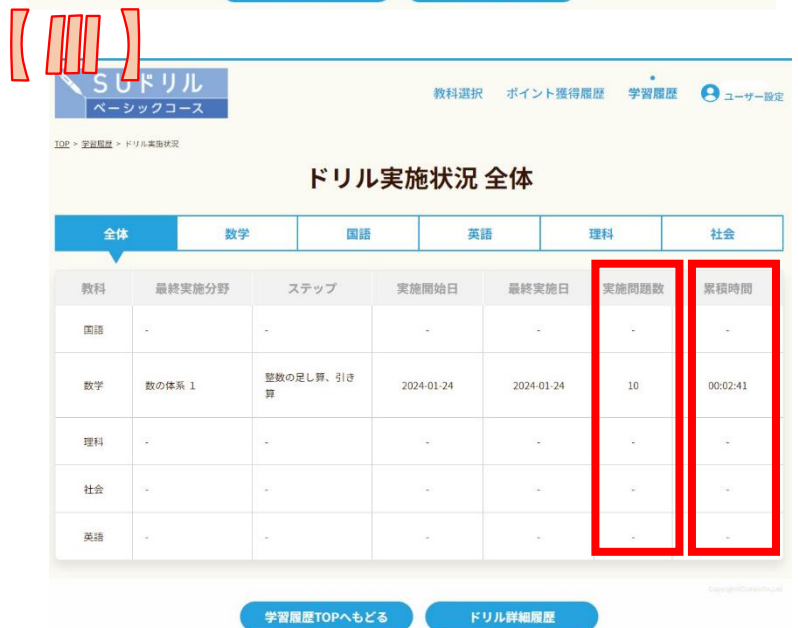 【Ⅲ】
SUドリル
ベーシックコース
教科選択 ポイント獲得履歴 学習履歴 ユーザー設定
TOP > 学習履歴 > ドリル実施状況
ドリル実施状況 全体
全体 数学 国語 英語 理科 社会
教科 最終実施分野 ステップ 実施開始日 最終実施日 実施問題数 累積時間
国語 - - - - - -
数学 数の体系 1 整数の足し算、引き 2024-01-24 2024-01-24 10 00:02:41
算
理科 - - - - - -
社会 - - - - - -
英語 - - - - - -
学習履歴TOPへもどる ドリル詳細履歴